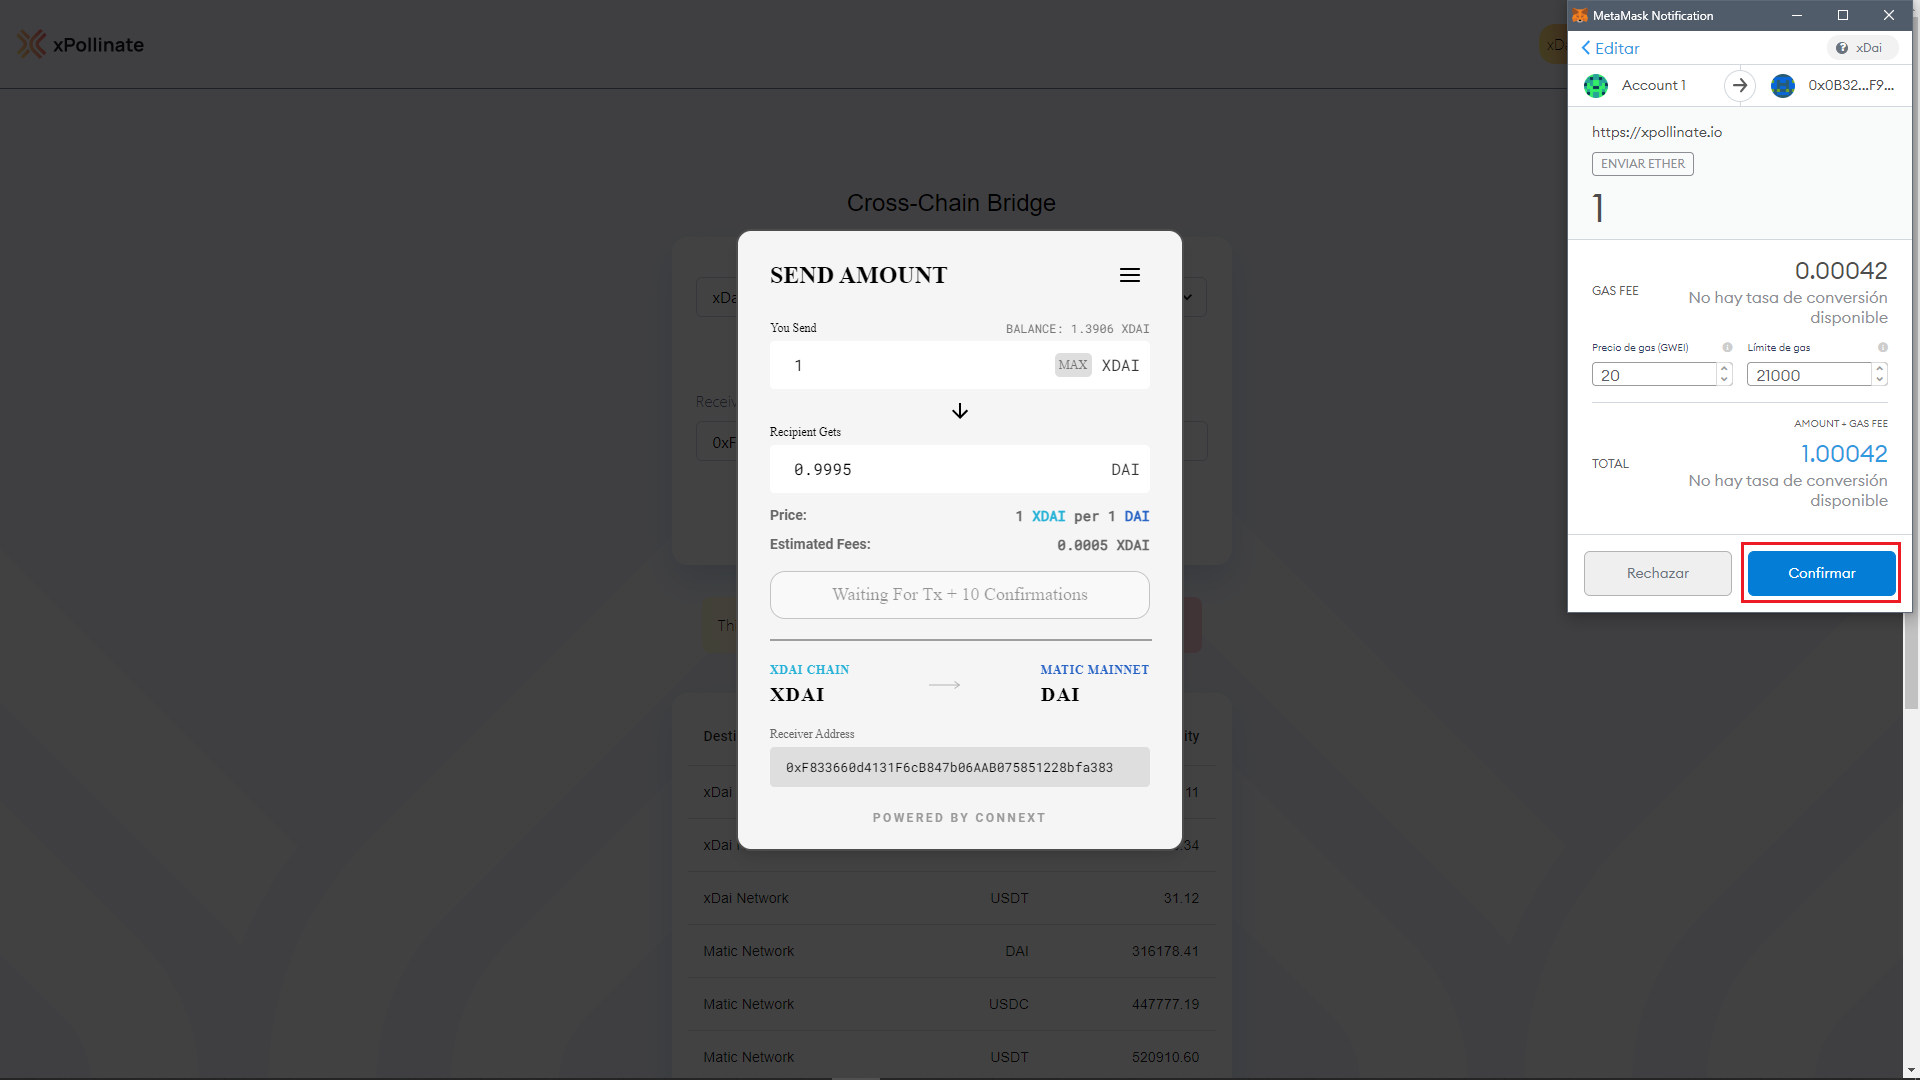 xPollinate
xDa
Cross-Chain Bridge
xDa
Receiv
0xF
SEND AMOUNT
You Send
BALANCE: 1.3906 XDAI
1
MAX XDAI
Recipient Gets
0.9995
DAI
Price:
1 XDAI per 1 DAI
Estimated Fees:
0.0005 XDAI
Waiting For Tx + 10 Confirmations
XDAI CHAIN
MATIC MAINNET
XDAI
DAI
Receiver Address
0xF833660d4131F6cB847b06AAB075851228bfa383
POWERED BY CONNEXT
Thi
Desti
ity
xDai
11
xDai
.34
xDai Network USDT 31.12
Matic Network DAI 316178.41
Matic Network USDC 447777.19
Matic Network USDT 520910.60
MetaMask Notification
Editar
xDai
Account 1
0x0B32...F9...
https://xpollinate.io
ENVIAR ETHER
1
GAS FEE
0.00042
No hay tasa de conversión
disponible
Precio de gas (GWEI)
Límite de gas
20
21000
AMOUNT + GAS FEE
TOTAL
1.00042
No hay tasa de conversión
disponible
Rechazar
Confirmar